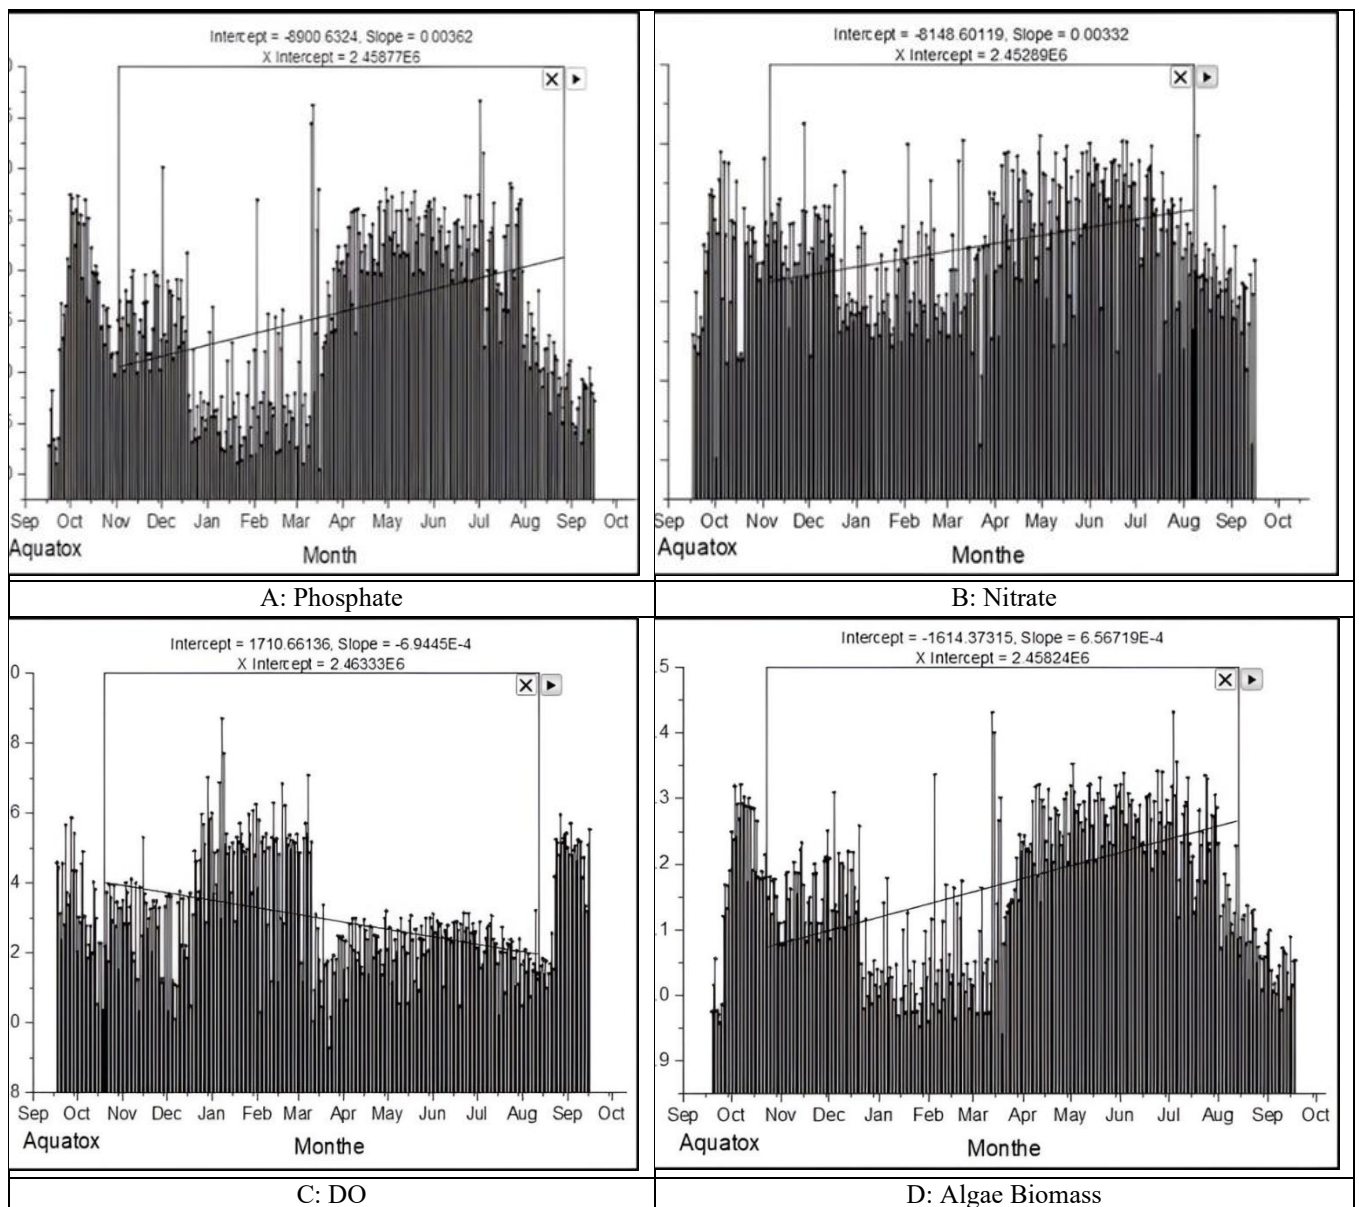 Intercept = -8900.6324, Slope = 0.00362
X Intercept = 2.45877E6
Sep Oct Nov Dec Jan Feb Mar Apr May Jun Jul Aug Sep Oct
Aquatox
Month
A: Phosphate
Intercept = -8148.60119, Slope = 0.00332
X Intercept = 2.45289E6
Sep Oct Nov Dec Jan Feb Mar Apr May Jun Jul Aug Sep Oct
Aquatox
Monthe
B: Nitrate
Intercept = 1710.66136, Slope = -6.9445E-4
X Intercept = 2.46333E6
0
8
6
4
2
0
8
Sep Oct Nov Dec Jan Feb Mar Apr May Jun Jul Aug Sep Oct
Aquatox
Monthe
C: DO
Intercept = -1614.37315, Slope = 6.56719E-4
X Intercept = 2.45824E6
.5
.4
.3
.2
.1
.0
.9
Sep Oct Nov Dec Jan Feb Mar Apr May Jun Jul Aug Sep Oct
Aquatox
Monthe
D: Algae Biomass